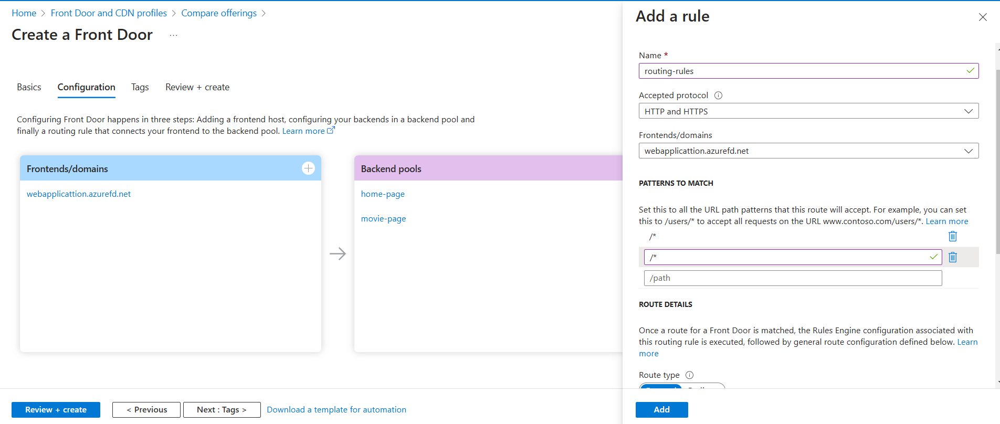 Home > Front Door and CDN profiles > Compare offerings >
Create a Front Door ...
Basics
Configuration
Tags
Review + create
Configuring Front Door happens in three steps: Adding a frontend host, configuring your backends in a backend pool and
finally a routing rule that connects your frontend to the backend pool. Learn more
Frontends/domains
webapplicattion.azurefd.net
Backend pools
home-page
movie-page
Review + create
< Previous
Next : Tags >
Download a template for automation
Add a rule
Name *
routing-rules
Accepted protocol
HTTP and HTTPS
Frontends/domains
webapplicattion.azurefd.net
PATTERNS TO MATCH
Set this to all the URL path patterns that this route will accept. For example, you can set
this to /users/* to accept all requests on the URL www.contoso.com/users/*. Learn more
/*
/*
/path
ROUTE DETAILS
Once a route for a Front Door is matched, the Rules Engine configuration associated with
this routing rule is executed, followed by general route configuration defined below. Learn
more
Route type
Add